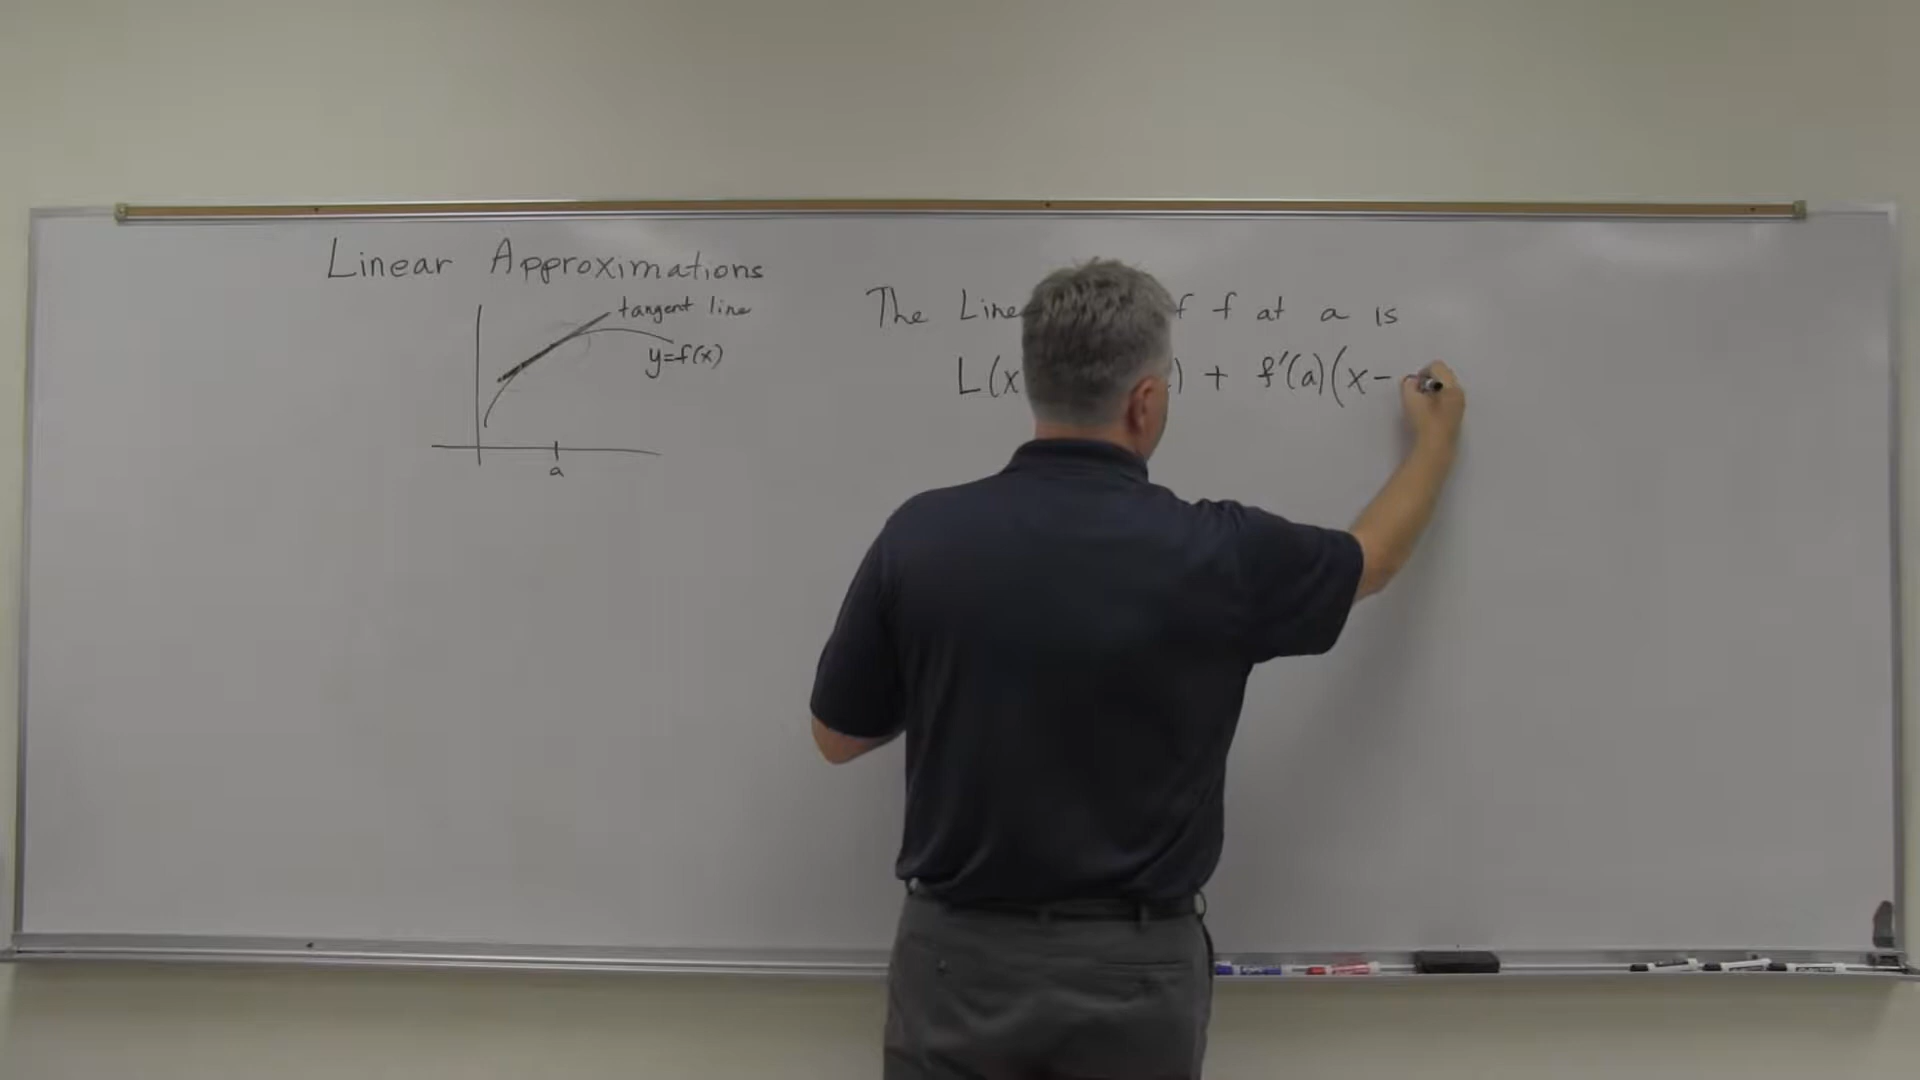 Linear Approximations
tangent line
y=f(x)
a
The Line f f at a is
L(x ) + f'(a)(x-